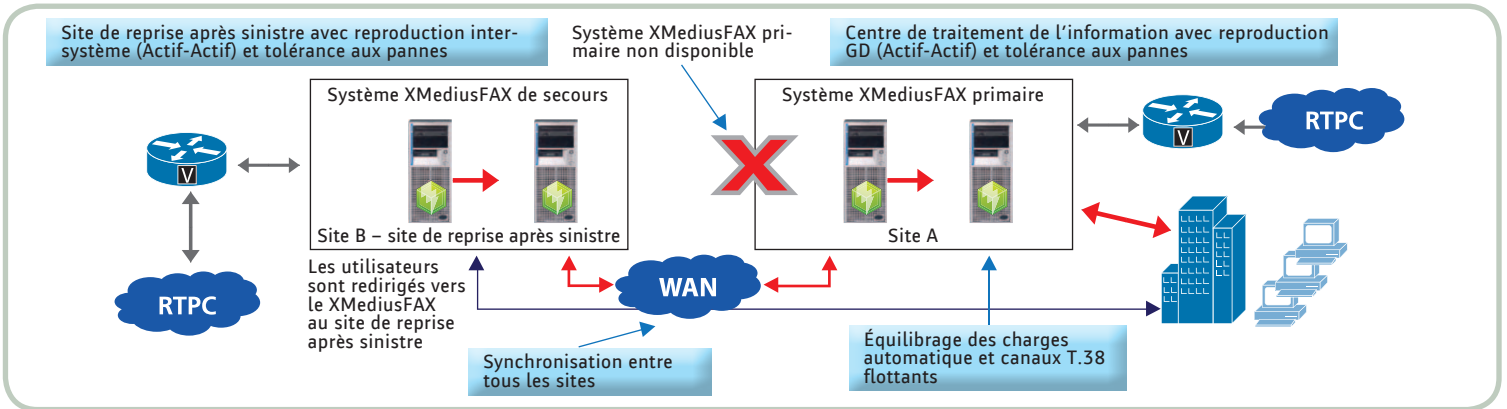 Site de reprise après sinistre avec reproduction inter-
système (Actif-Actif) et tolérance aux pannes
Système XMediusFAX pri-
maire non disponible
Centre de traitement de l'information avec reproduction
GD (Actif-Actif) et tolérance aux pannes
Système XMediusFAX de secours
Système XMediusFAX primaire
V
V
RTPC
Site B – site de reprise après sinistre
Site A
Les utilisateurs
sont redirigés vers
le XMediusFAX
au site de reprise
après sinistre
RTPC
WAN
Synchronisation entre
tous les sites
Équilibrage des charges
automatique et canaux T.38
flottants